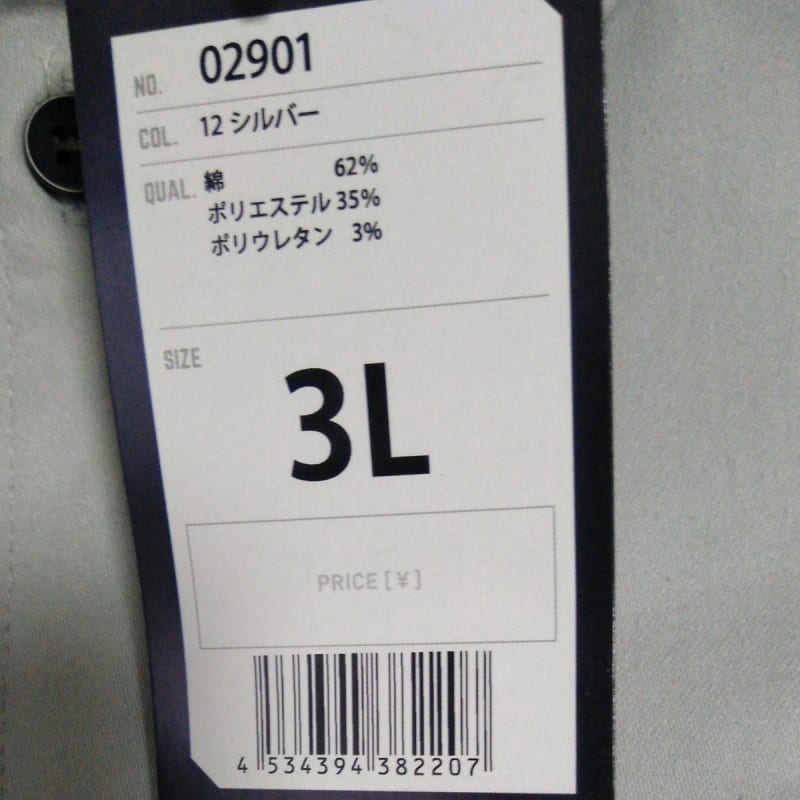 NO. 02901
COL. 12 シルバー
QUAL. 綿 62%
ポリエステル 35%
ポリウレタン 3%
SIZE
3L
PRICE [¥]
4 534394 382207